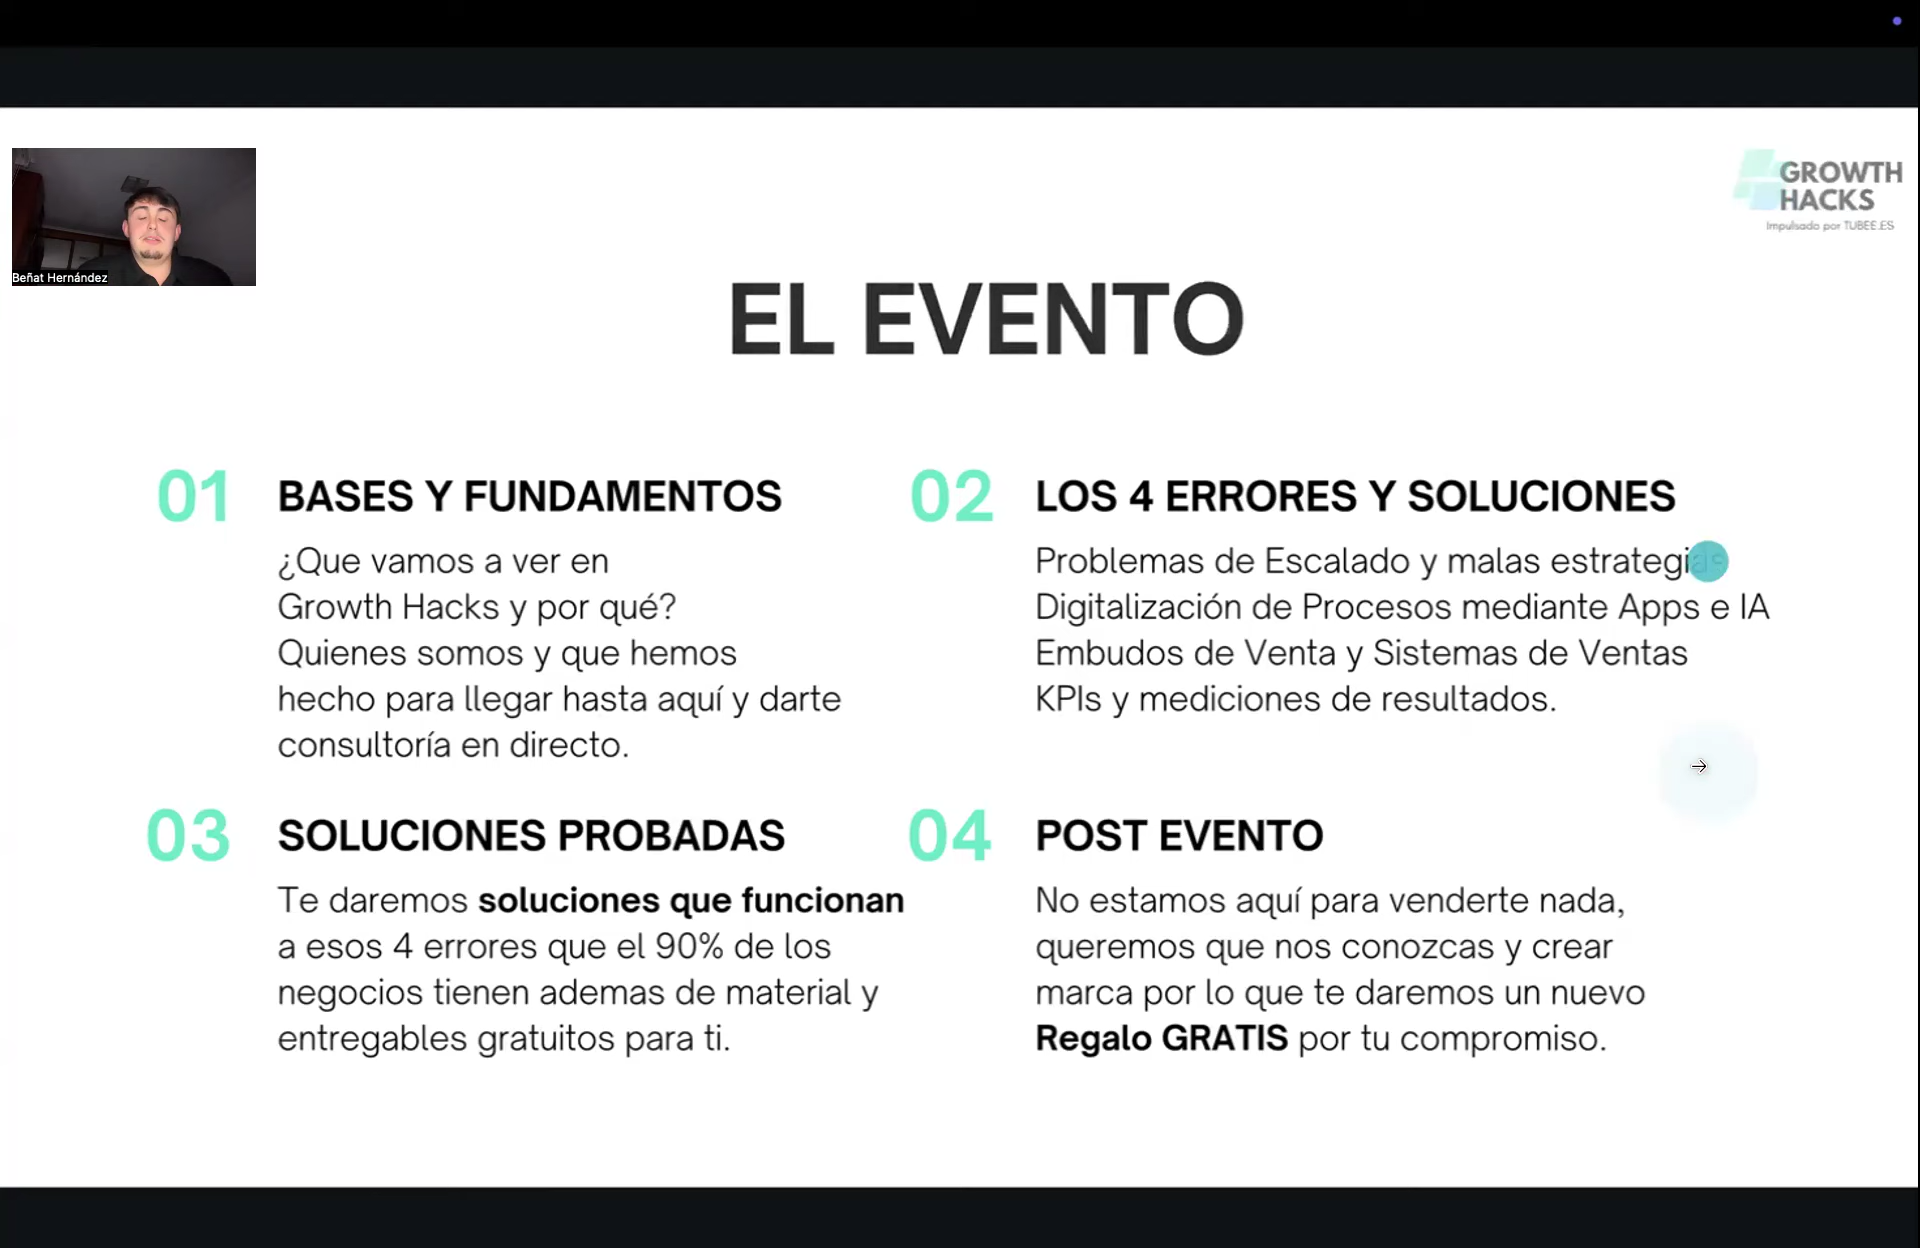 Beñat Hernández
GROWTH
HACKS
Impulsado por TUBEE.ES
EL EVENTO
01
BASES Y FUNDAMENTOS
¿Que vamos a ver en
Growth Hacks y por qué?
Quienes somos y que hemos
hecho para llegar hasta aquí y darte
consultoría en directo.
02
LOS 4 ERRORES Y SOLUCIONES
Problemas de Escalado y malas estrategias
Digitalización de Procesos mediante Apps e IA
Embudos de Venta y Sistemas de Ventas
KPIs y mediciones de resultados.
03
SOLUCIONES PROBADAS
Te daremos soluciones que funcionan
a esos 4 errores que el 90% de los
negocios tienen ademas de material y
entregables gratuitos para ti.
04
POST EVENTO
No estamos aquí para venderte nada,
queremos que nos conozcas y crear
marca por lo que te daremos un nuevo
Regalo GRATIS por tu compromiso.